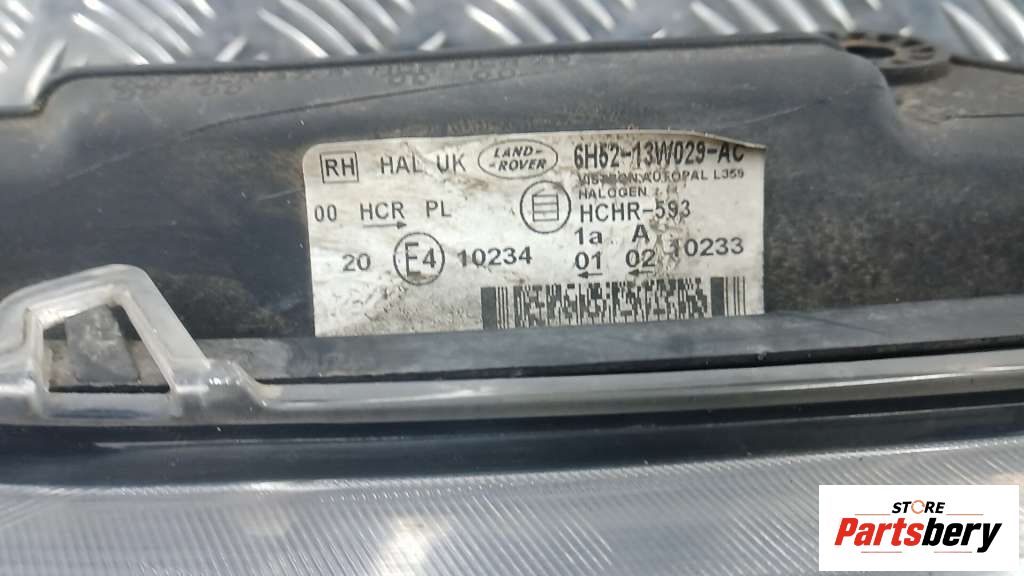 RH HAL UK LAND-ROVER 6H52-13W029-AC
VISTEON AUTOPAL L359
HALOGEN
00 HCR PL HCHR-593
1a A
20 E4 10234 01 02 10233
STORE
Partsbery